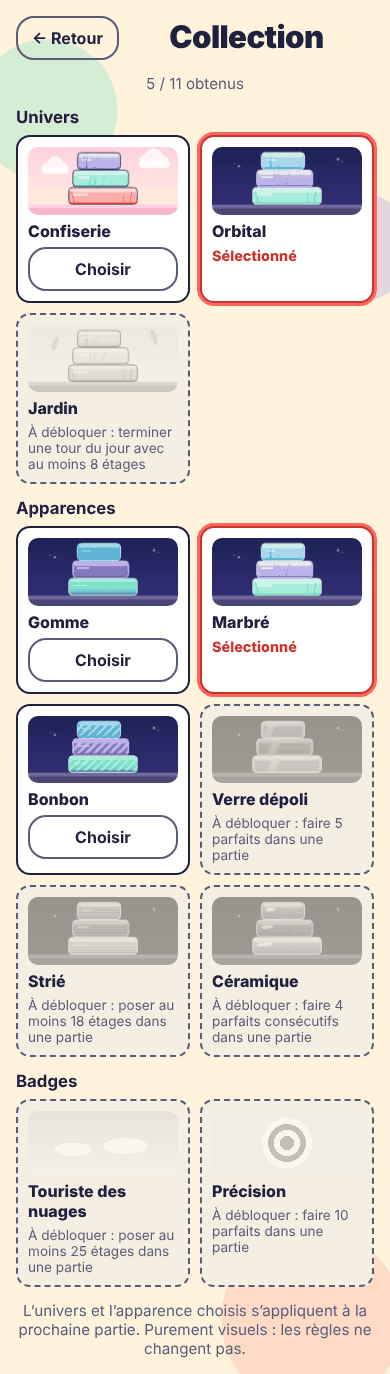 ← Retour
Collection
5 / 11 obtenus
Univers
Confiserie
Choisir
Orbital
Sélectionné
Jardin
À débloquer : terminer
une tour du jour avec
au moins 8 étages
Apparences
Gomme
Choisir
Marbré
Sélectionné
Bonbon
Choisir
Verre dépoli
À débloquer : faire 5
parfaits dans une
partie
Strié
À débloquer : poser au
moins 18 étages dans
une partie
Céramique
À débloquer : faire 4
parfaits consécutifs
dans une partie
Badges
Touriste des
nuages
À débloquer : poser au
moins 25 étages dans
une partie
Précision
À débloquer : faire 10
parfaits dans une
partie
L’univers et l’apparence choisis s’appliquent à la
prochaine partie. Purement visuels : les règles ne
changent pas.